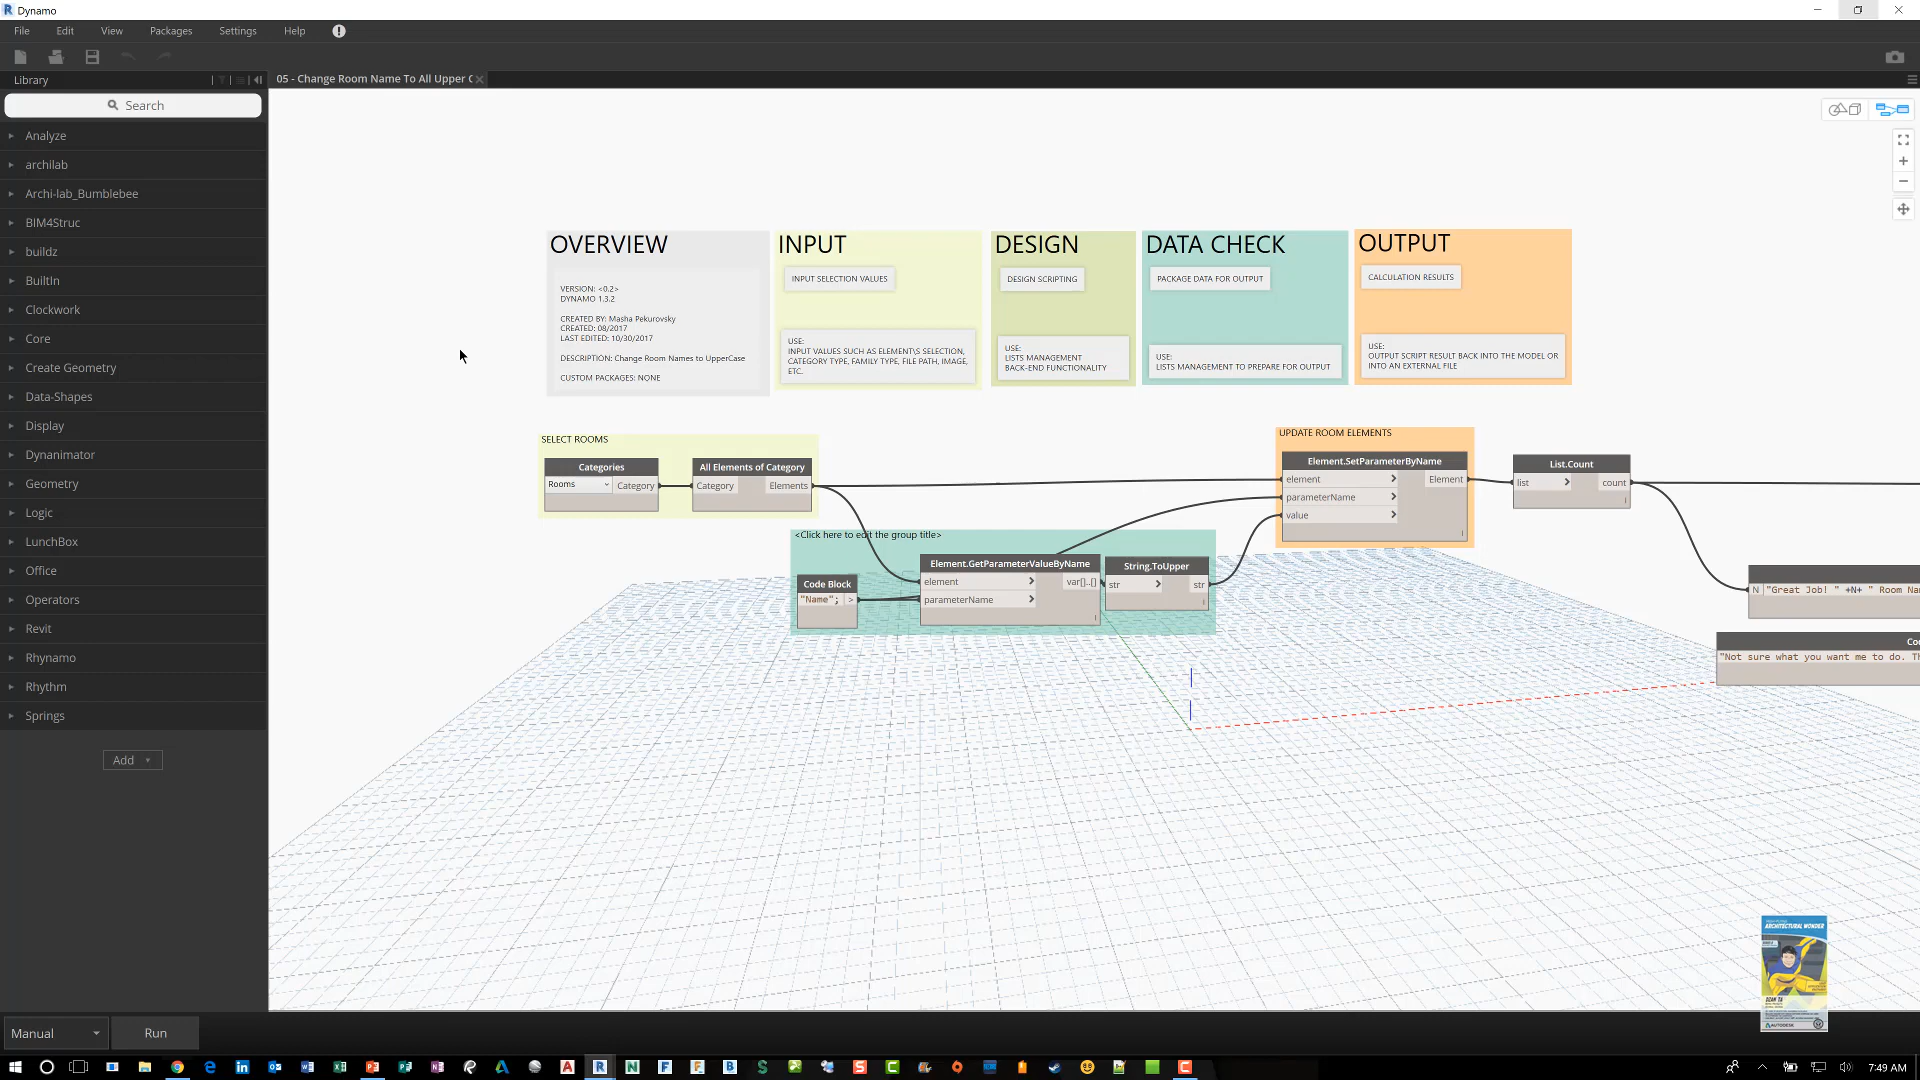 Dynamo
File Edit View Packages Settings Help
Library
05 - Change Room Name To All Upper C
Search
Analyze
archilab
Archi-lab_Bumblebee
BIM4Struc
buildz
BuiltIn
Clockwork
Core
Create Geometry
Data-Shapes
Display
Dynanimator
Geometry
Logic
LunchBox
Office
Operators
Revit
Rhynamo
Rhythm
Springs
Add
OVERVIEW
VERSION: <0.2>
DYNAMO 1.3.2
CREATED BY: Masha Pekurovsky
CREATED: 08/2017
LAST EDITED: 10/30/2017
DESCRIPTION: Change Room Names to UpperCase
CUSTOM PACKAGES: NONE
INPUT
INPUT SELECTION VALUES
USE:
INPUT VALUES SUCH AS ELEMENT\S SELECTION,
CATEGORY TYPE, FAMILY TYPE, FILE PATH, IMAGE,
ETC.
DESIGN
DESIGN SCRIPTING
USE:
LISTS MANAGEMENT
BACK-END FUNCTIONALITY
DATA CHECK
PACKAGE DATA FOR OUTPUT
USE:
LISTS MANAGEMENT TO PREPARE FOR OUTPUT
OUTPUT
CALCULATION RESULTS
USE:
OUTPUT SCRIPT RESULT BACK INTO THE MODEL OR
INTO AN EXTERNAL FILE
SELECT ROOMS
Categories
Rooms Category
All Elements of Category
Category Elements
<Click here to edit the group title>
Code Block
"Name"; >
Element.GetParameterValueByName
element > var[]..[]
parameterName >
String.ToUpper
str > str
UPDATE ROOM ELEMENTS
Element.SetParameterByName
element > Element
parameterName >
value >
List.Count
list > count
N "Great Job! " +N+ " Room Na
Co
"Not sure what you want me to do. Th
ARCHITECTURAL WONDER
AUTODESK
Manual
Run
7:49 AM